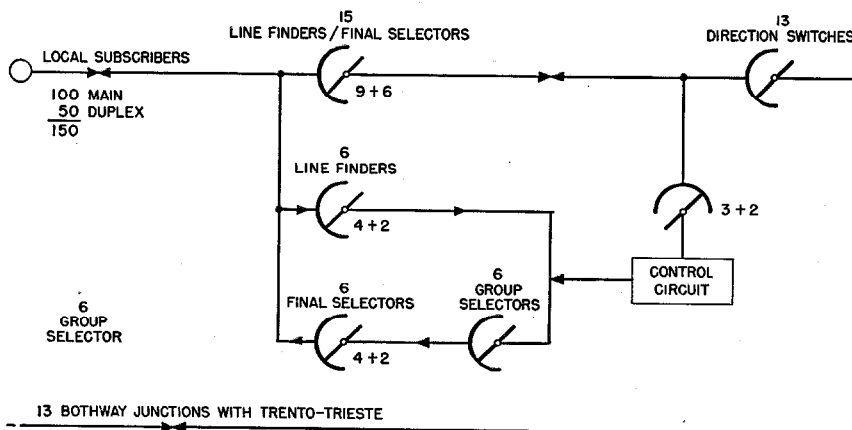 15
LINE FINDERS/FINAL SELECTORS
13
DIRECTION SWITCHES
LOCAL SUBSCRIBERS
100 MAIN
50 DUPLEX
150
9+6
6
LINE FINDERS
4+2
3+2
CONTROL
CIRCUIT
6
FINAL SELECTORS
4+2
6
GROUP
SELECTORS
6
GROUP
SELECTOR
13 BOTHWAY JUNCTIONS WITH TRENTO-TRIESTE